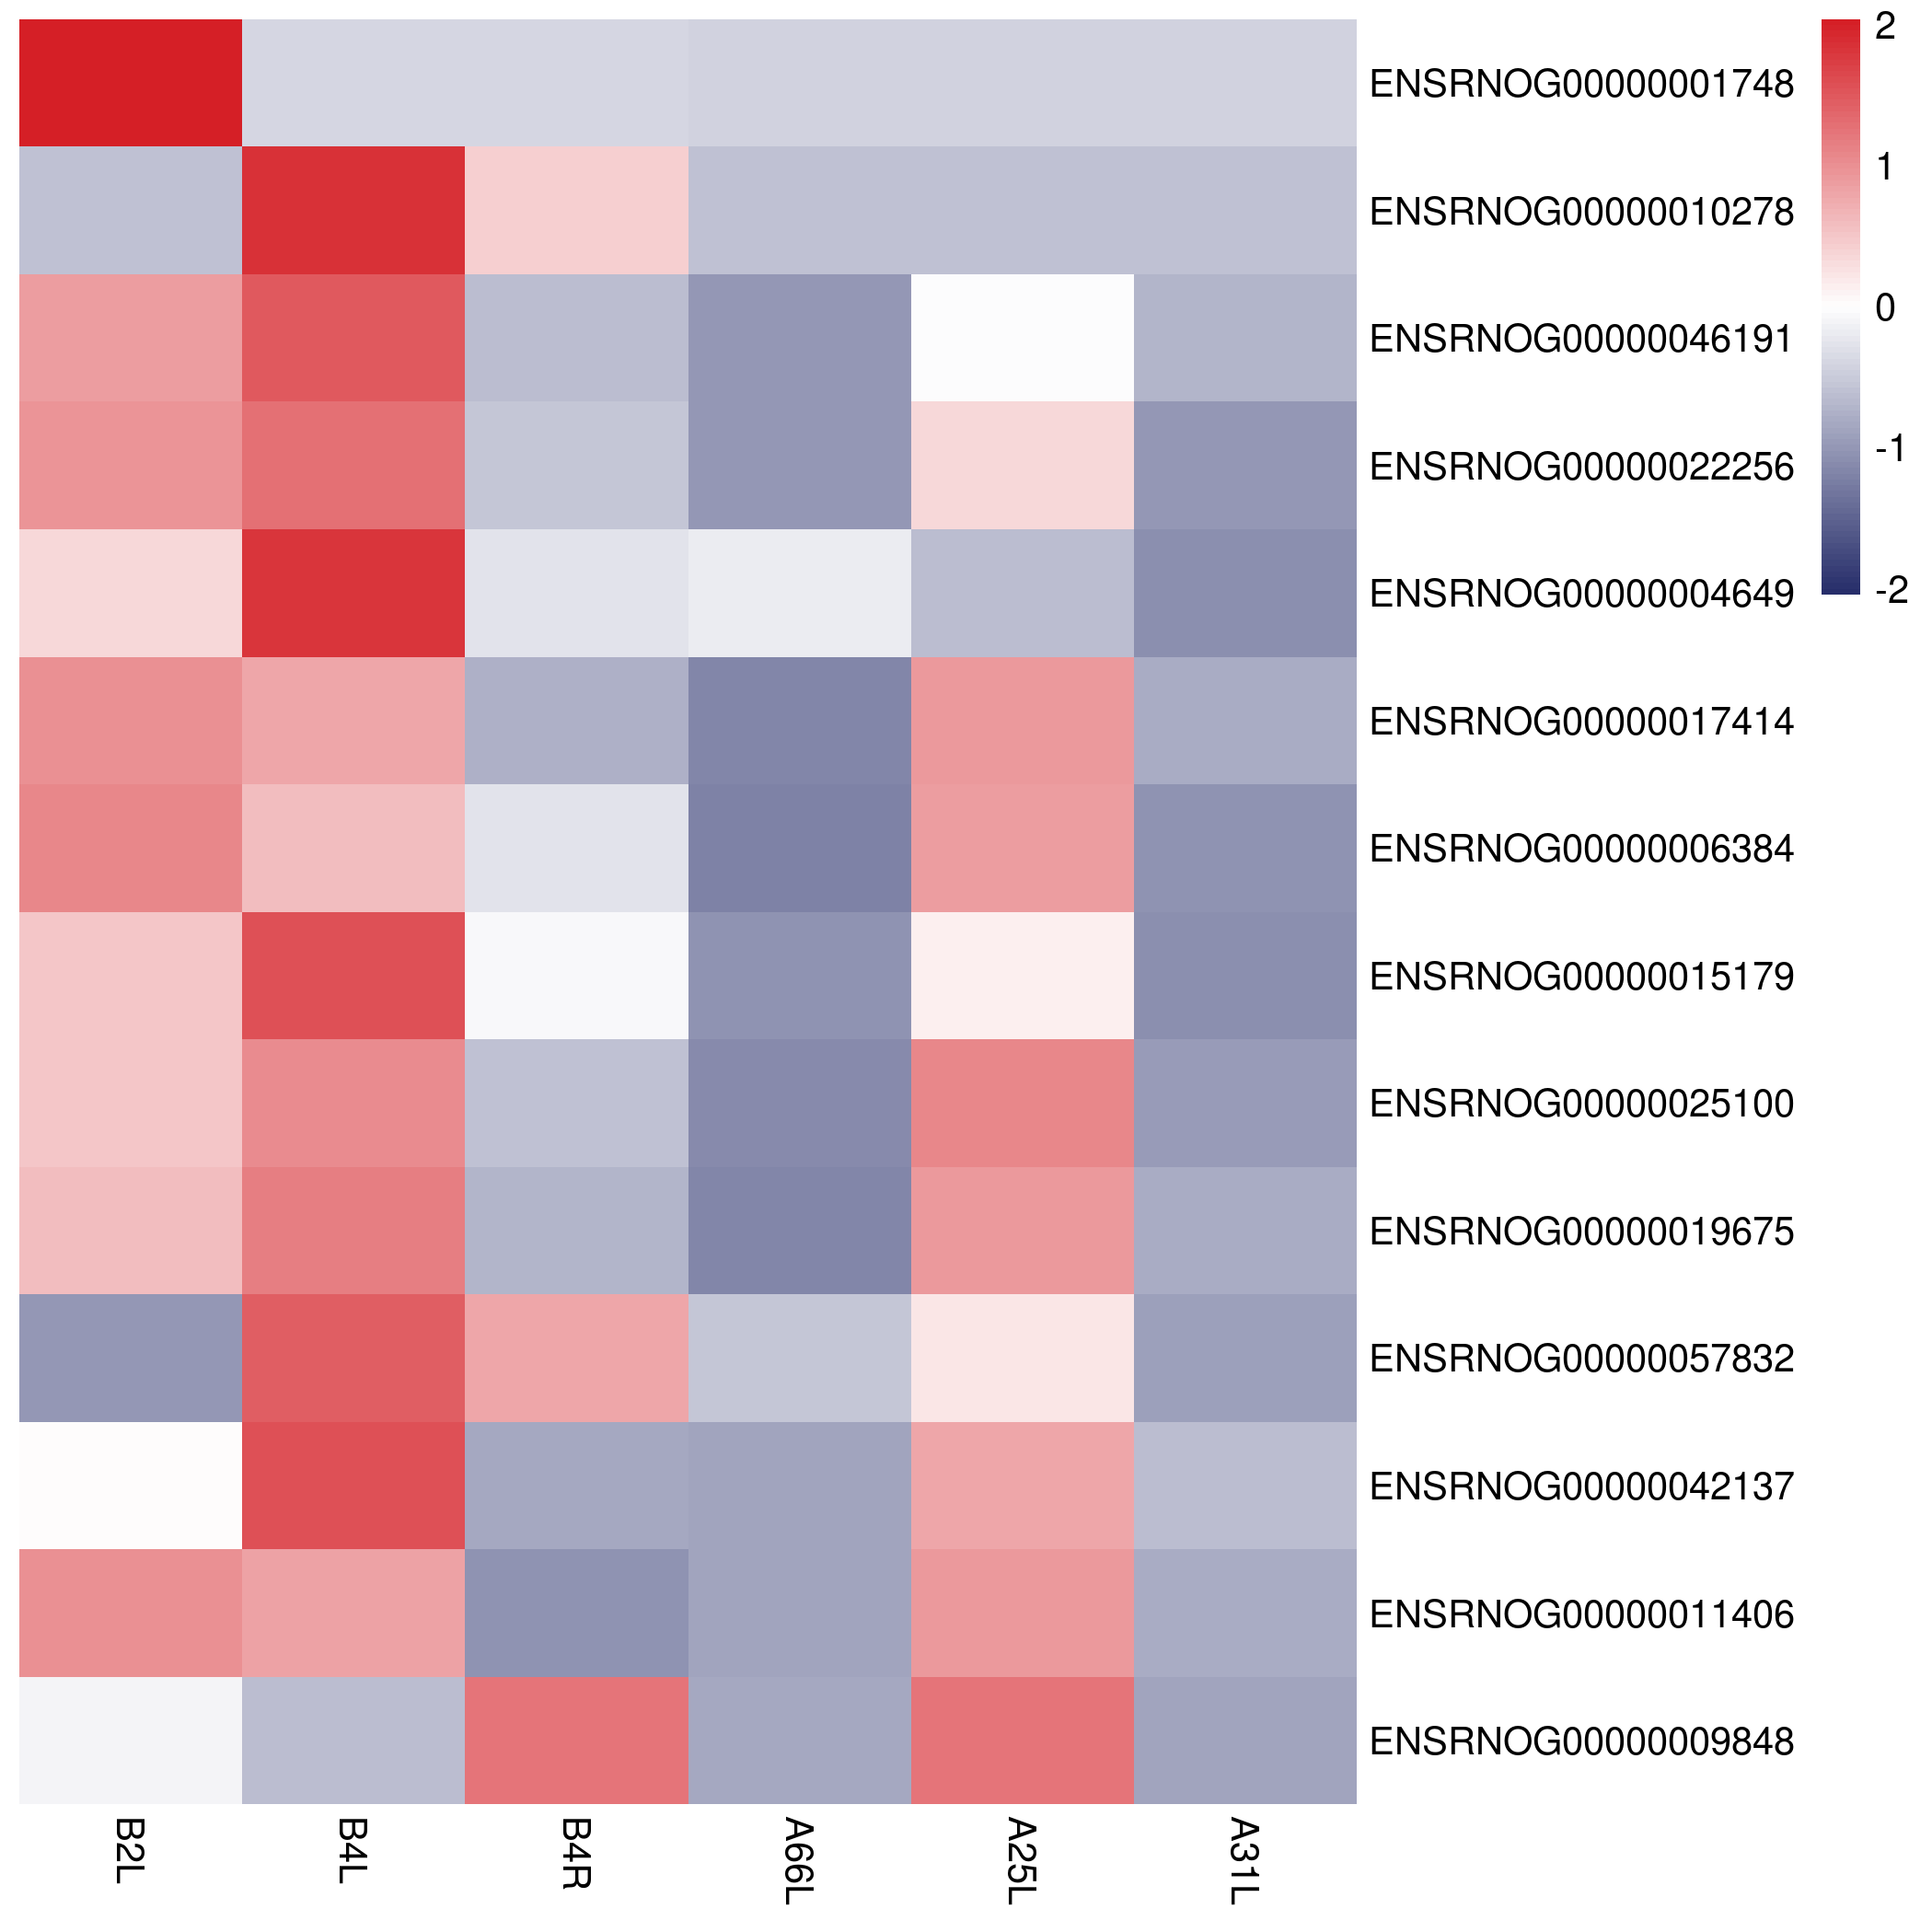 2
ENSRNOG00000001748
1
ENSRNOG00000010278
0
ENSRNOG00000046191
-1
ENSRNOG00000022256
-2
ENSRNOG00000004649
ENSRNOG00000017414
ENSRNOG00000006384
ENSRNOG00000015179
ENSRNOG00000025100
ENSRNOG00000019675
ENSRNOG00000057832
ENSRNOG00000042137
ENSRNOG00000011406
ENSRNOG00000009848
B2L
B4L
B4R
A66L
A25L
A31L